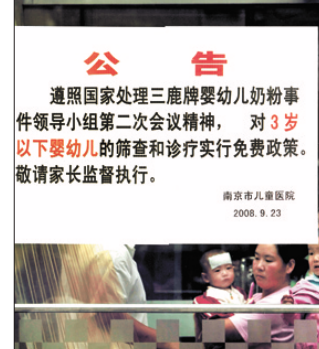 公 告
遵照国家处理三鹿牌婴幼儿奶粉事
件领导小组第二次会议精神， 对 3 岁
以下婴幼儿的筛查和诊疗实行免费政策。
敬请家长监督执行。
南京市儿童医院
2008. 9. 23